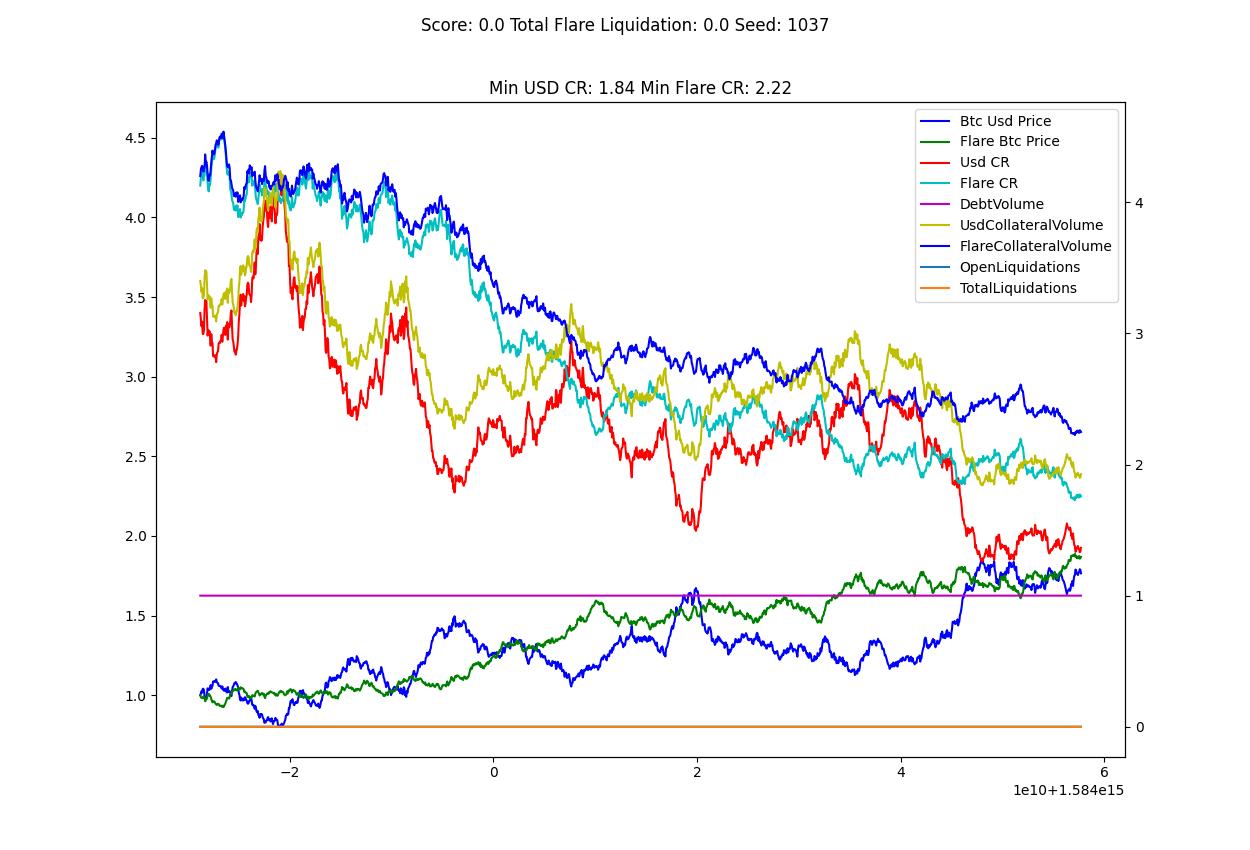 Score: 0.0 Total Flare Liquidation: 0.0 Seed: 1037
Min USD CR: 1.84 Min Flare CR: 2.22
Btc Usd Price
Flare Btc Price
Usd CR
Flare CR
DebtVolume
UsdCollateralVolume
FlareCollateralVolume
OpenLiquidations
TotalLiquidations
4.5
4.0
3.5
3.0
2.5
2.0
1.5
1.0
4
3
2
1
0
−2 0 2 4 6
1e10+1.584e15